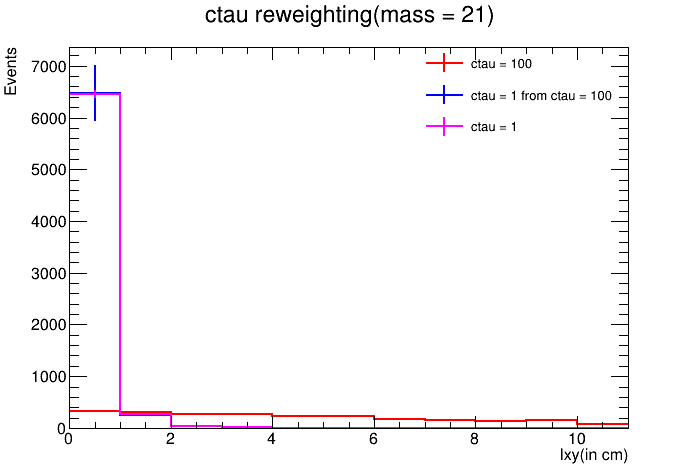 ctau reweighting(mass = 21)
Events
7000
6000
5000
4000
3000
2000
1000
0
ctau = 100
ctau = 1 from ctau = 100
ctau = 1
0 2 4 6 8 10
lxy(in cm)